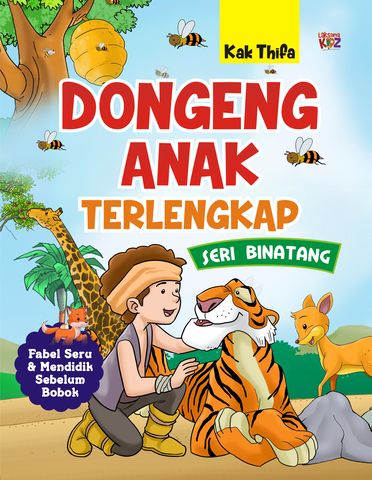 Kak Thifa
Laksana
KIDZ
DONGENG
ANAK
TERLENGKAP
SERI BINATANG
Fabel Seru
& Mendidik
Sebelum
Bobok